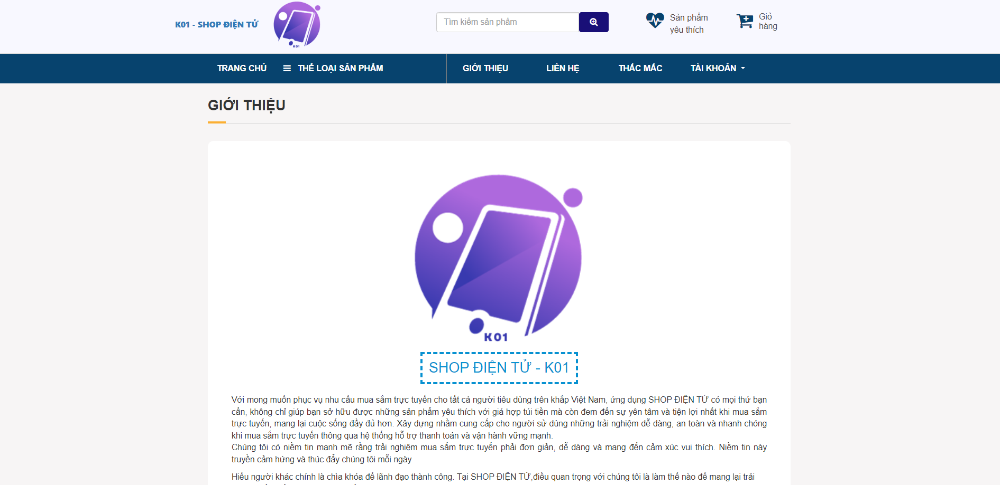 K01 - SHOP ĐIỆN TỬ
K01
Tìm kiếm sản phẩm
Sản phẩm
yêu thích
Giỏ
hàng
TRANG CHỦ
THỂ LOẠI SẢN PHẨM
GIỚI THIỆU
LIÊN HỆ
THẮC MẮC
TÀI KHOẢN
GIỚI THIỆU
K01
SHOP ĐIỆN TỬ - K01
Với mong muốn phục vụ nhu cầu mua sắm trực tuyến cho tất cả người tiêu dùng trên khắp Việt Nam, ứng dụng SHOP ĐIỆN TỬ có mọi thứ bạn
cần, không chỉ giúp bạn sở hữu được những sản phẩm yêu thích với giá hợp túi tiền mà còn đem đến sự yên tâm và tiện lợi nhất khi mua sắm
trực tuyến, mang lại cuộc sống đầy đủ hơn. Xây dựng nhằm cung cấp cho người sử dùng những trải nghiệm dễ dàng, an toàn và nhanh chóng
khi mua sắm trực tuyến thông qua hệ thống hỗ trợ thanh toán và vận hành vững mạnh.
Chúng tôi có niềm tin mạnh mẽ rằng trải nghiệm mua sắm trực tuyến phải đơn giản, dễ dàng và mang đến cảm xúc vui thích. Niềm tin này
truyền cảm hứng và thúc đẩy chúng tôi mỗi ngày
Hiểu người khác chính là chìa khóa để lãnh đạo thành công. Tại SHOP ĐIỆN TỬ,điều quan trọng với chúng tôi là làm thế nào để mang lại trải